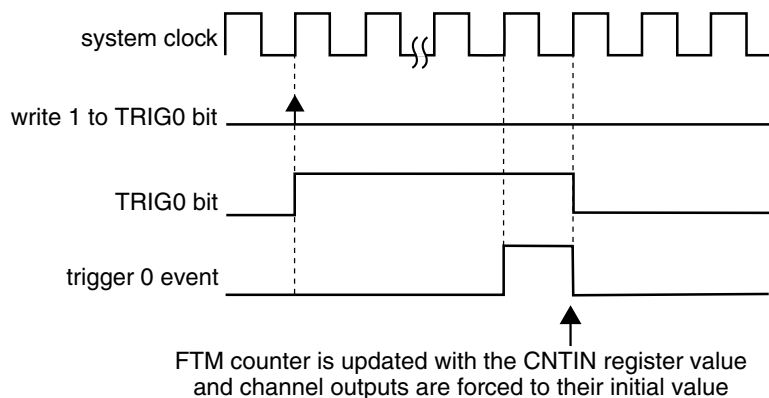 system clock
write 1 to TRIG0 bit
TRIG0 bit
trigger 0 event
FTM counter is updated with the CNTIN register value
and channel outputs are forced to their initial value